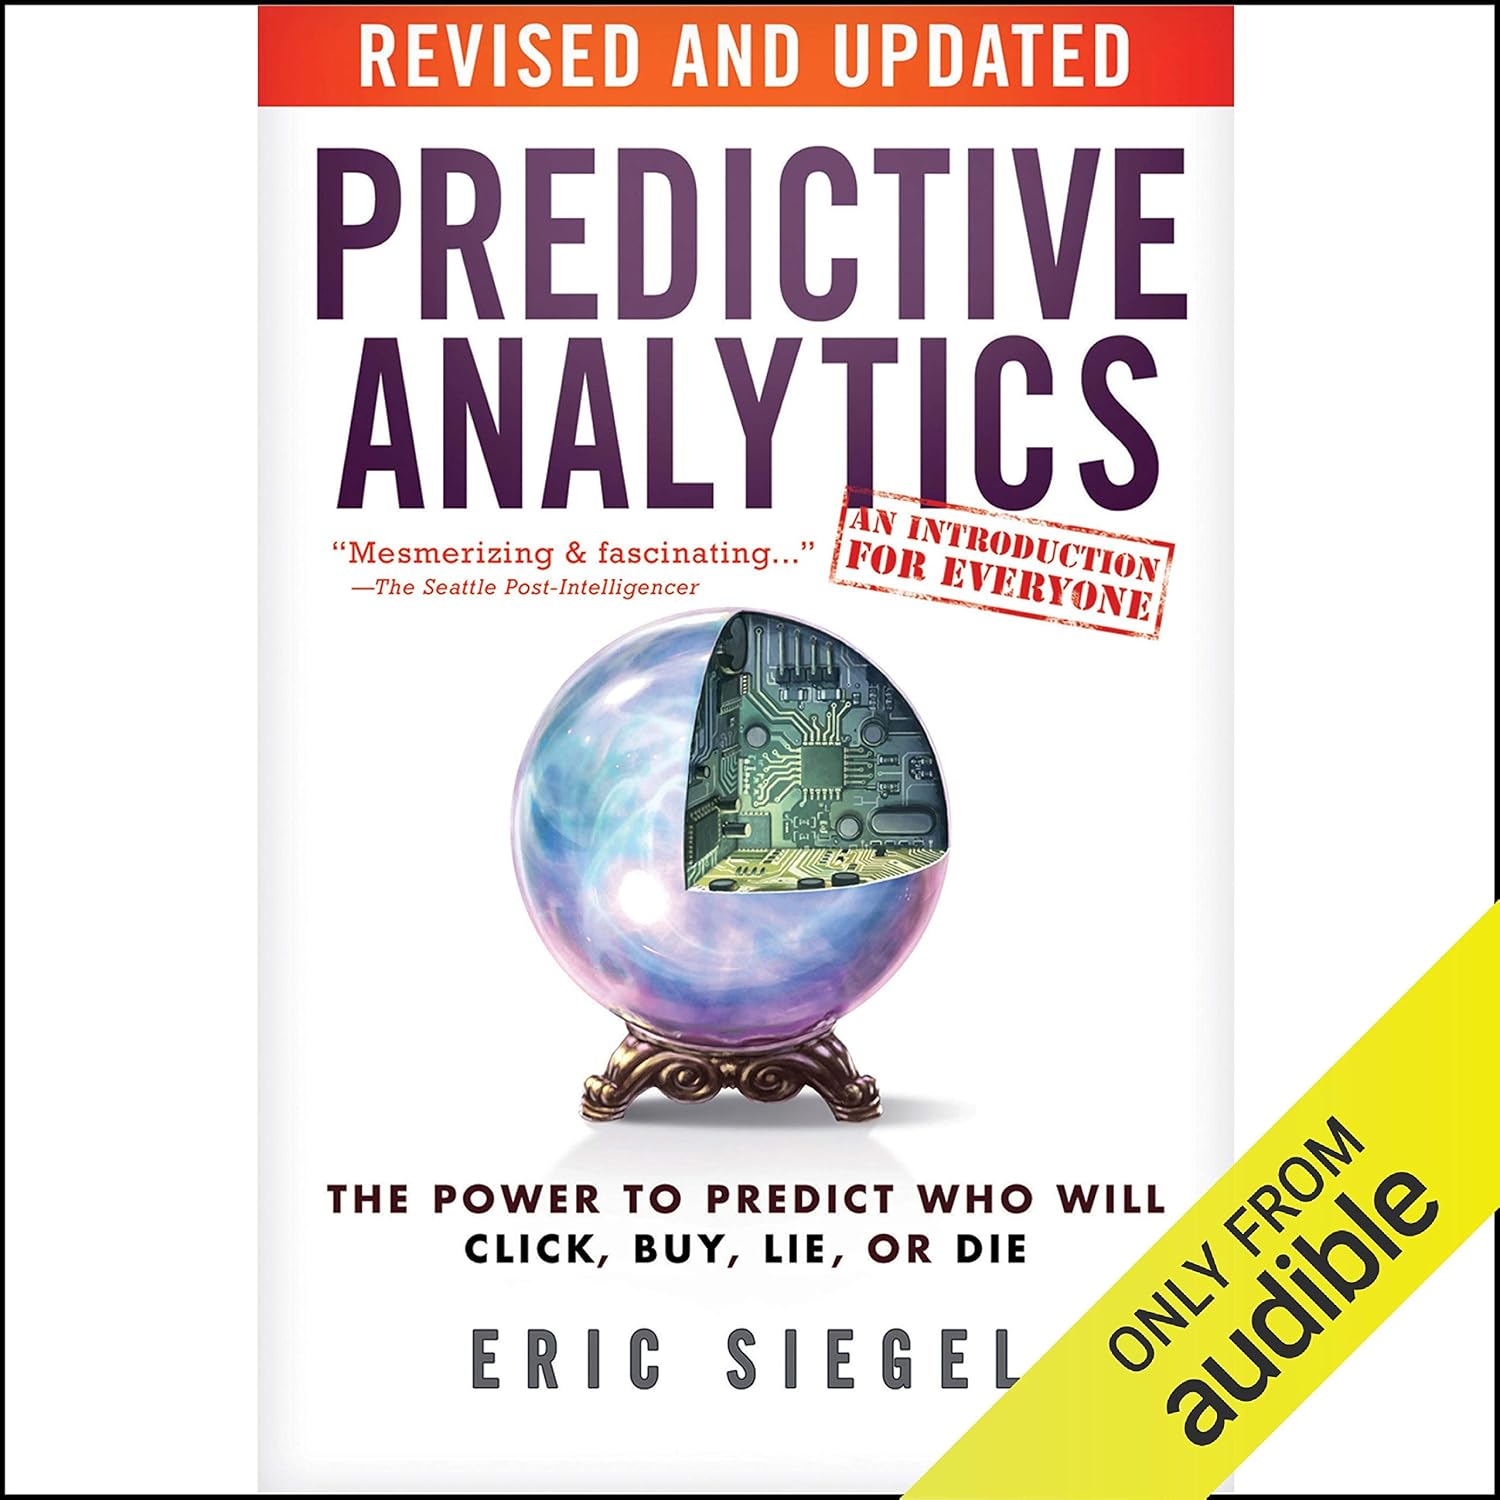 REVISED AND UPDATED
PREDICTIVE
ANALYTICS
AN INTRODUCTION
FOR EVERYONE
“Mesmerizing & fascinating...”
—The Seattle Post-Intelligencer
THE POWER TO PREDICT WHO WILL
CLICK, BUY, LIE, OR DIE
ERIC SIEGEL
ONLY FROM
audible